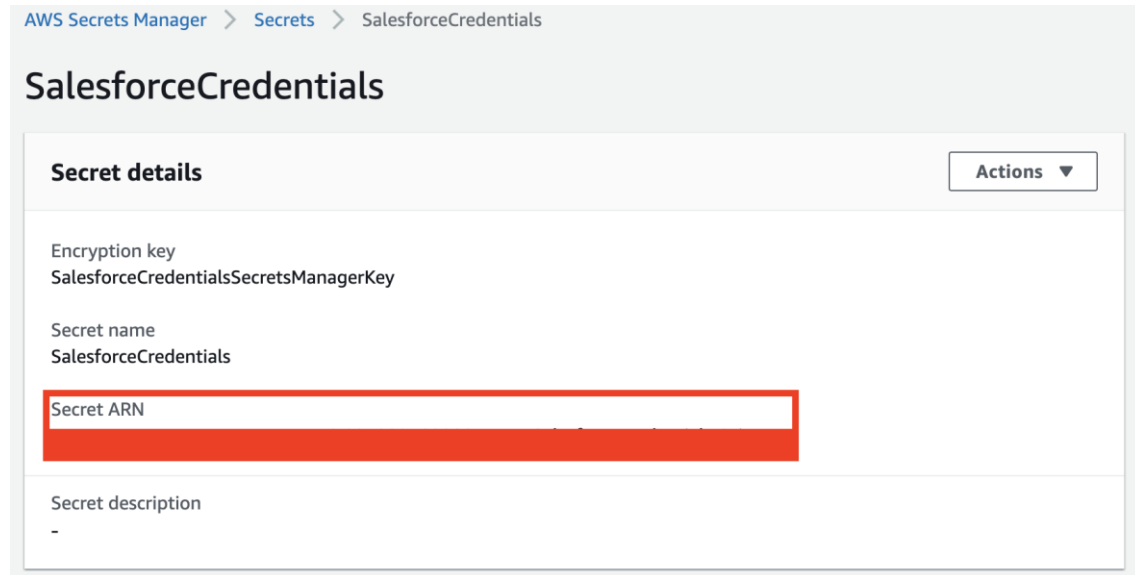 AWS Secrets Manager > Secrets > SalesforceCredentials
SalesforceCredentials
Secret details
Actions ▼
Encryption key
SalesforceCredentialsSecretsManagerKey
Secret name
SalesforceCredentials
Secret ARN
Secret description
-